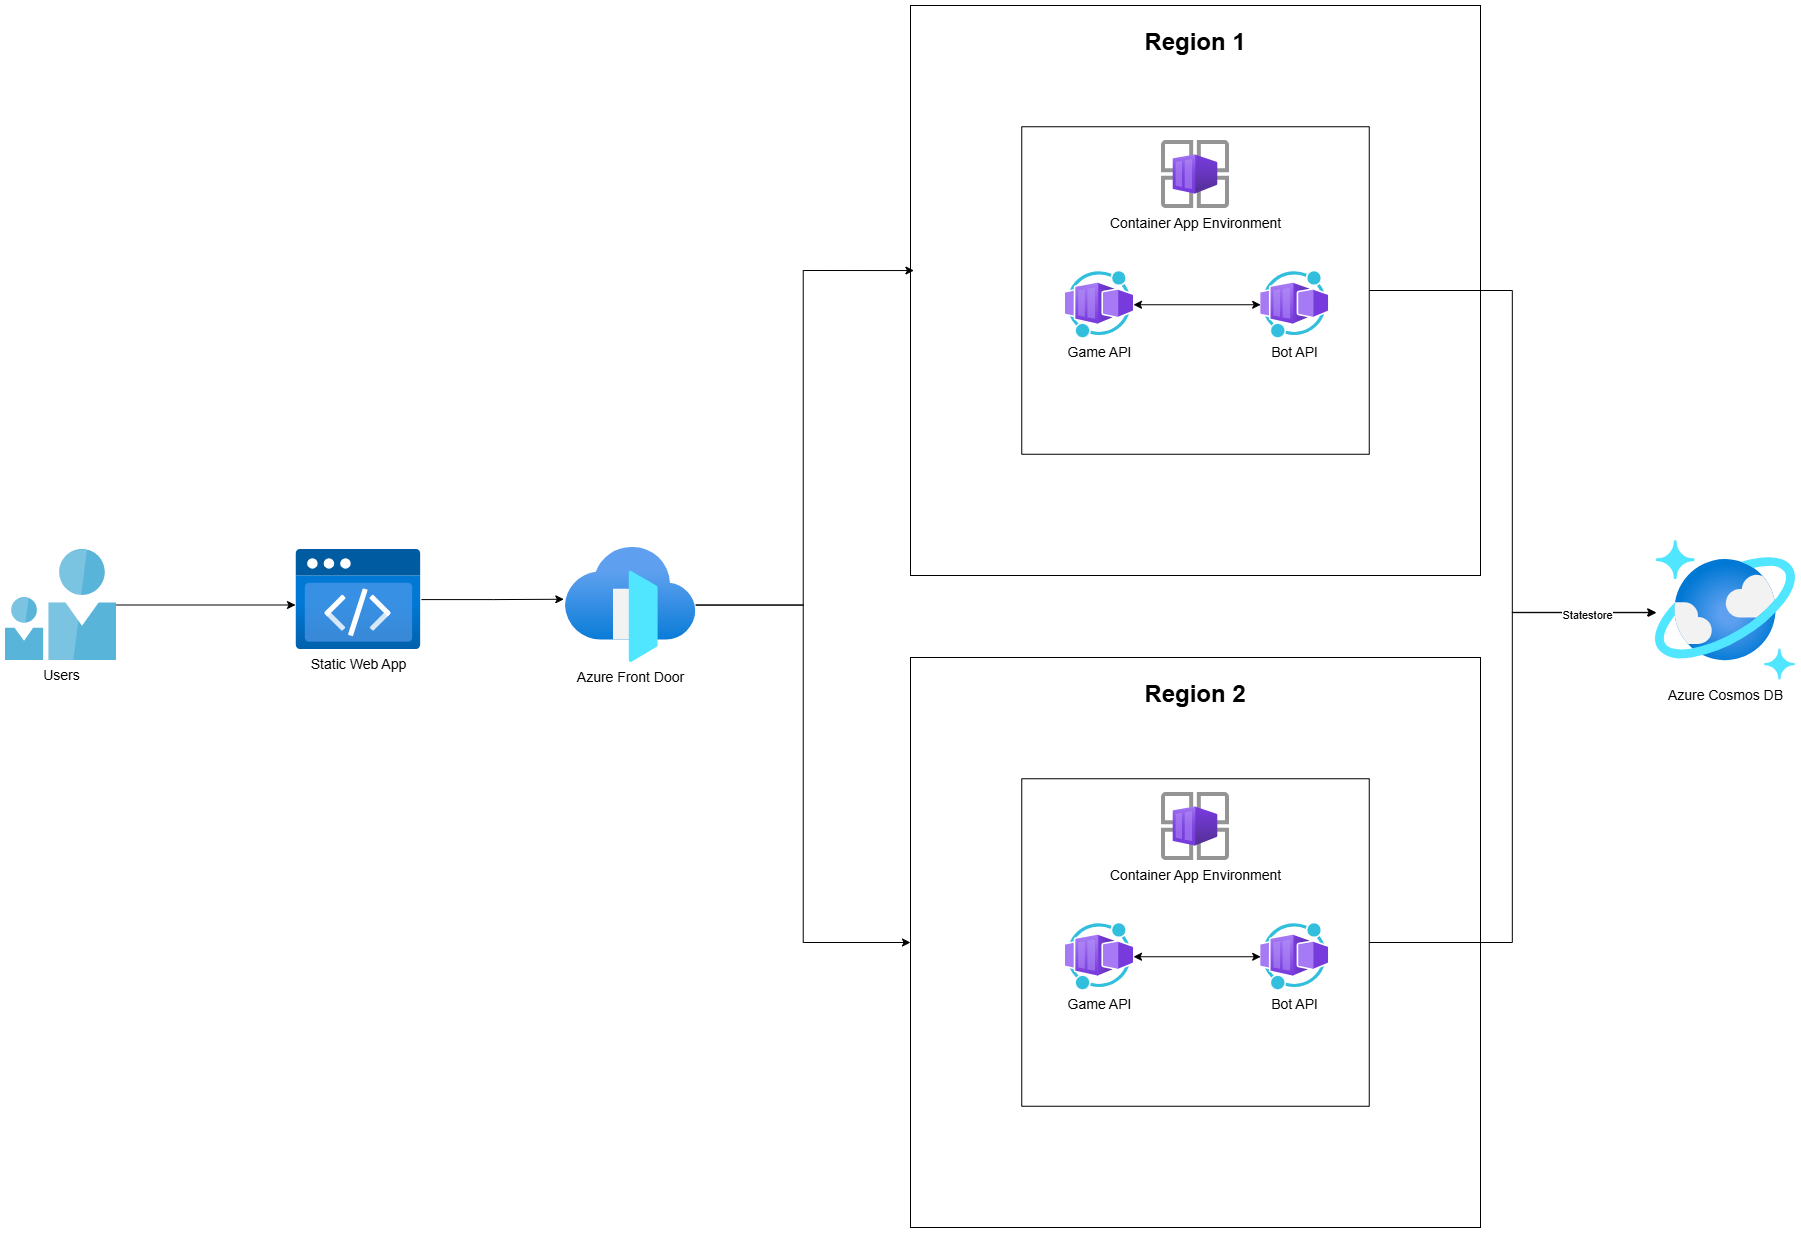 Region 1
Container App Environment
Game API
Bot API
Users
Static Web App
Azure Front Door
Statestore
Azure Cosmos DB
Region 2
Container App Environment
Game API
Bot API